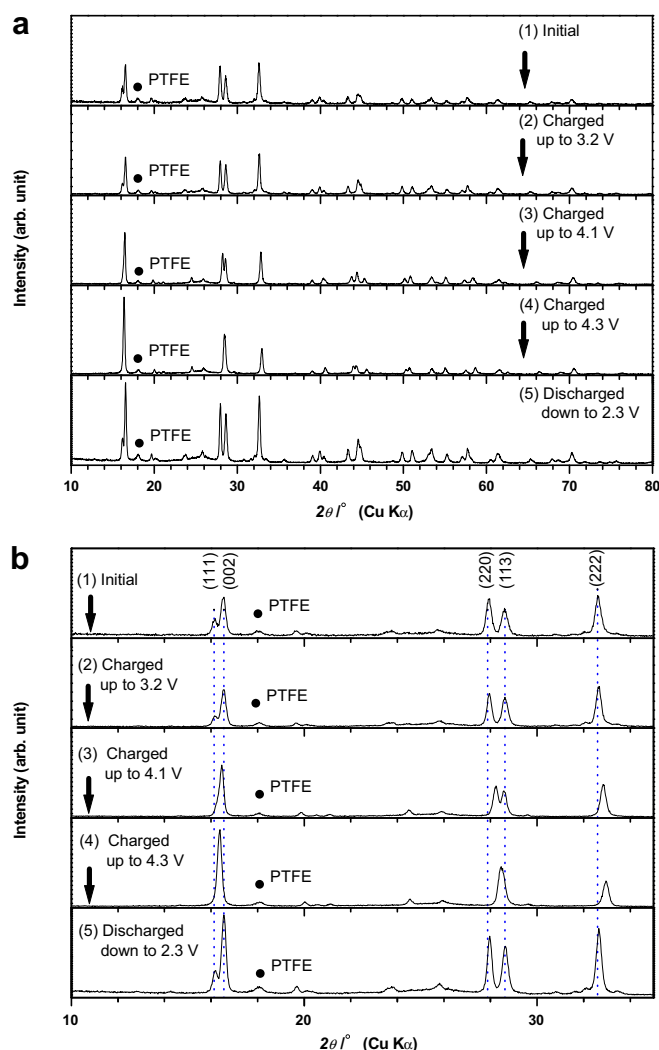 a
(1) Initial
● PTFE
(2) Charged
up to 3.2 V
● PTFE
(3) Charged
up to 4.1 V
● PTFE
(4) Charged
up to 4.3 V
● PTFE
(5) Discharged
down to 2.3 V
● PTFE
Intensity (arb. unit)
10 20 30 40 50 60 70 80
2θ /° (Cu Kα)
b
(111) (002) (220) (113) (222)
(1) Initial
● PTFE
(2) Charged
up to 3.2 V
● PTFE
(3) Charged
up to 4.1 V
● PTFE
(4) Charged
up to 4.3 V
● PTFE
(5) Discharged
down to 2.3 V
● PTFE
Intensity (arb. unit)
10 20 30
2θ /° (Cu Kα)